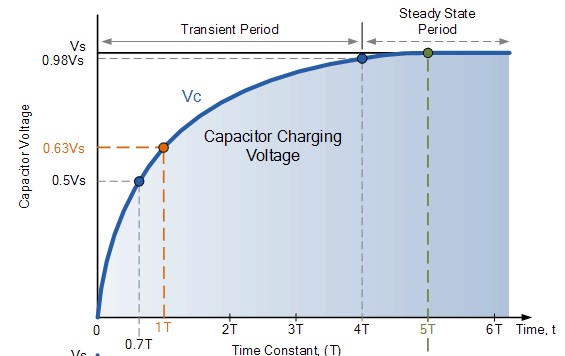 Steady State
Transient Period
Period
Vs
0.98Vs
Vc
Capacitor Charging
Voltage
0.63Vs
0.5Vs
Capacitor Voltage
0
0.7T
1T
2T
3T
4T
5T
6T
Time, t
Time Constant, (T)
Vs